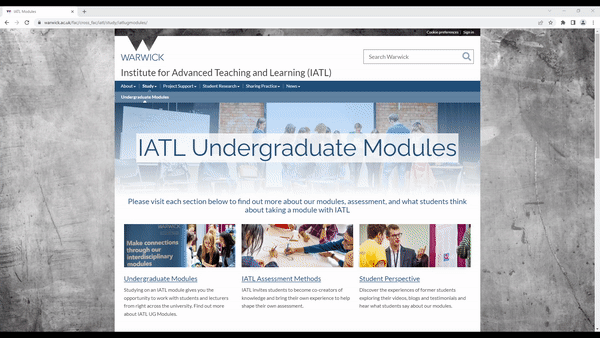 IATL Modules
warwick.ac.uk/fac/cross_fac/iatl/study/iatlugmodules/
Cookie preferences | Sign in
WARWICK
Search Warwick
Institute for Advanced Teaching and Learning (IATL)
About Study Project Support Student Research Sharing Practice News
Undergraduate Modules
IATL Undergraduate Modules
Please visit each section below to find out more about our modules, assessment, and what students think
about taking a module with IATL
WARWICK
Make connections
through our
interdisciplinary
modules
Undergraduate Modules
Studying on an IATL module gives you the
opportunity to work with students and lecturers
from right across the university. Find out more
about IATL UG Modules.
IATL Assessment Methods
IATL invites students to become co-creators of
knowledge and bring their own experience to help
shape their own assessment.
Student Perspective
Discover the experiences of former students
exploring their videos, blogs and testimonials and
hear what students say about our modules.